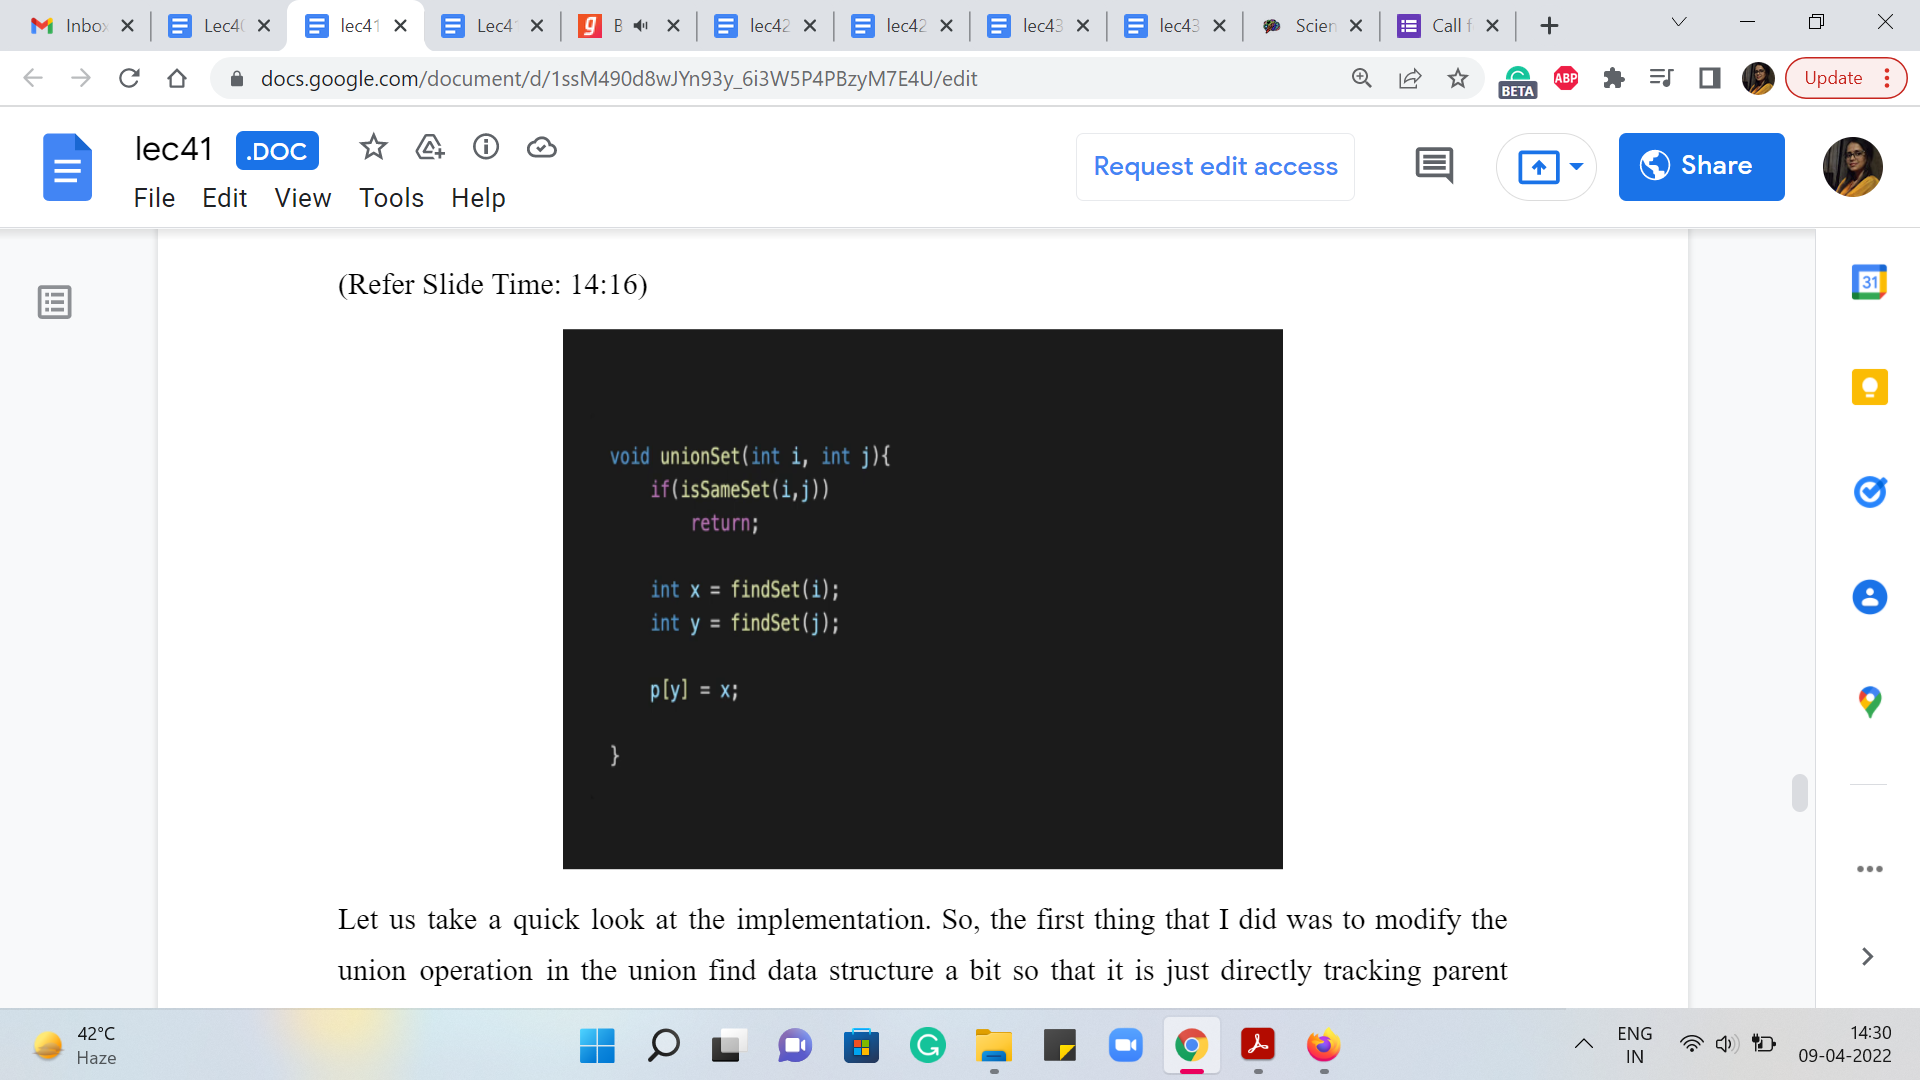 Inbox
Lec40
lec41
Lec41
B
lec42
lec42
lec43
lec43
Scien
Call f
docs.google.com/document/d/1ssM490d8wJYn93y_6i3W5P4PBzyM7E4U/edit
BETA
ABP
Update
lec41
.DOC
File Edit View Tools Help
Request edit access
Share
31
(Refer Slide Time: 14:16)
void unionSet(int i, int j){
if(isSameSet(i,j))
return;
int x = findSet(i);
int y = findSet(j);
p[y] = x;
}
Let us take a quick look at the implementation. So, the first thing that I did was to modify the
union operation in the union find data structure a bit so that it is just directly tracking parent
42°C
Haze
ENG
IN
14:30
09-04-2022